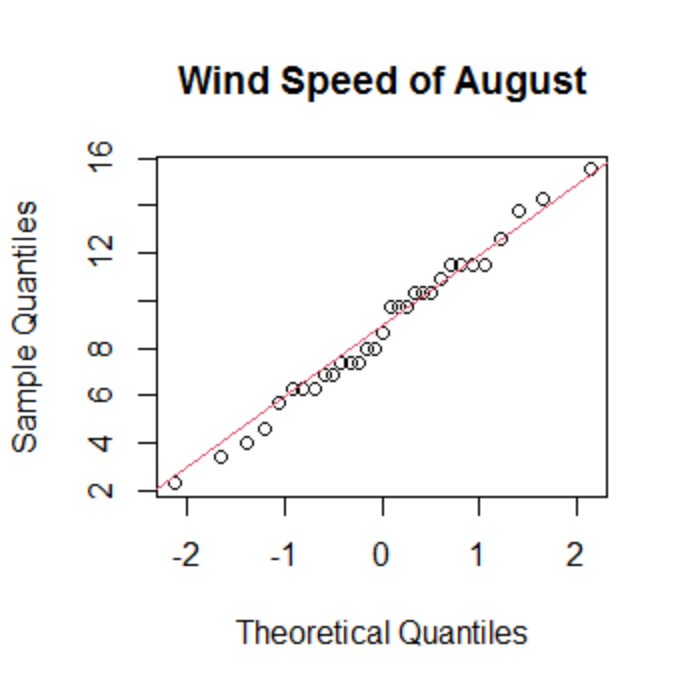 Wind Speed of August
Sample Quantiles
16
12
8
6
4
2
-2 -1 0 1 2
Theoretical Quantiles